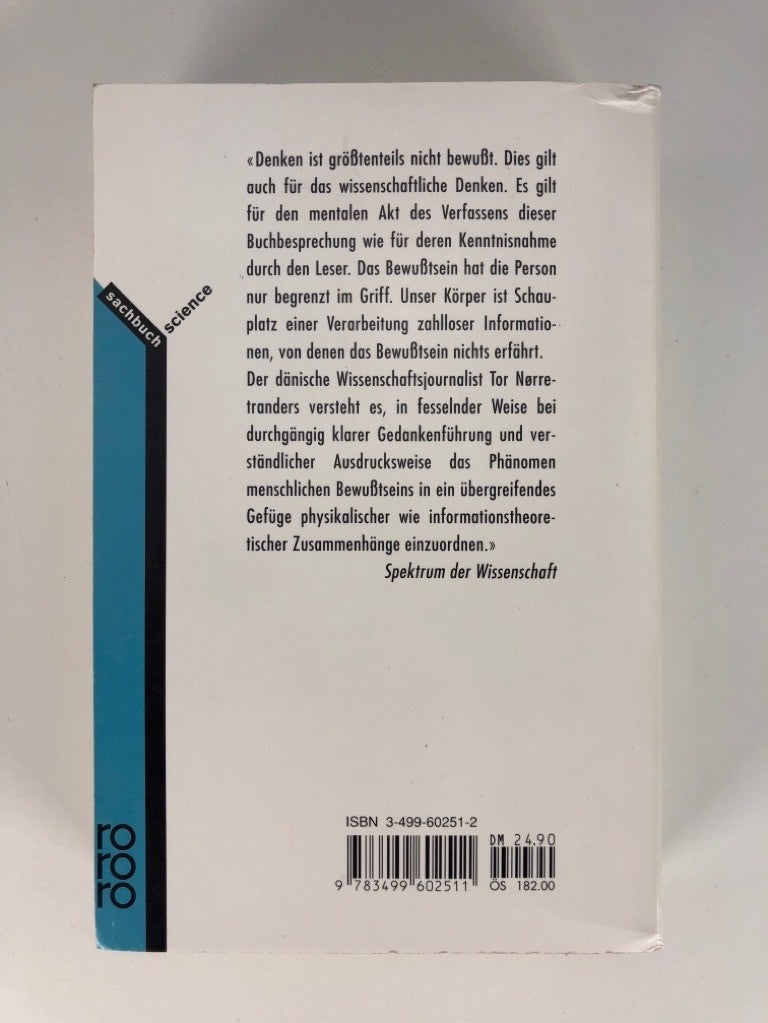 «Denken ist größtenteils nicht bewußt. Dies gilt
auch für das wissenschaftliche Denken. Es gilt
für den mentalen Akt des Verfassens dieser
Buchbesprechung wie für deren Kenntnisnahme
durch den Leser. Das Bewußtsein hat die Person
nur begrenzt im Griff. Unser Körper ist Schau-
platz einer Verarbeitung zahlloser Informatio-
nen, von denen das Bewußtsein nichts erfährt.
Der dänische Wissenschaftsjournalist Tor Nørre-
tranders versteht es, in fesselnder Weise bei
durchgängig klarer Gedankenführung und ver-
ständlicher Ausdrucksweise das Phänomen
menschlichen Bewußtseins in ein übergreifendes
Gefüge physikalischer wie informationstheore-
tischer Zusammenhänge einzuordnen.»
Spektrum der Wissenschaft
sachbuch
science
ro
ro
ro
ISBN 3-499-60251-2
DM 24.90
9 783499 602511
ÖS 182.00